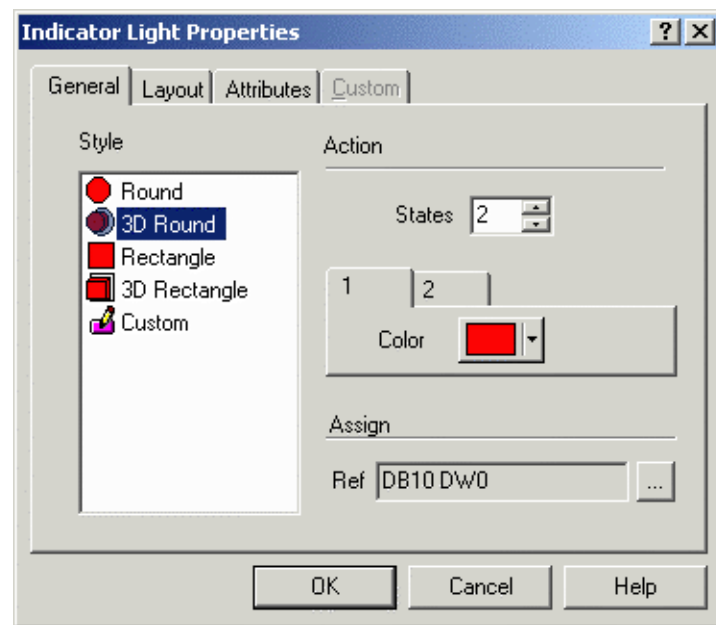 Indicator Light Properties
General Layout Attributes Custom
Style
Round
3D Round
Rectangle
3D Rectangle
Custom
Action
States 2
1 2
Color
Assign
Ref DB10 DW0 ...
OK Cancel Help